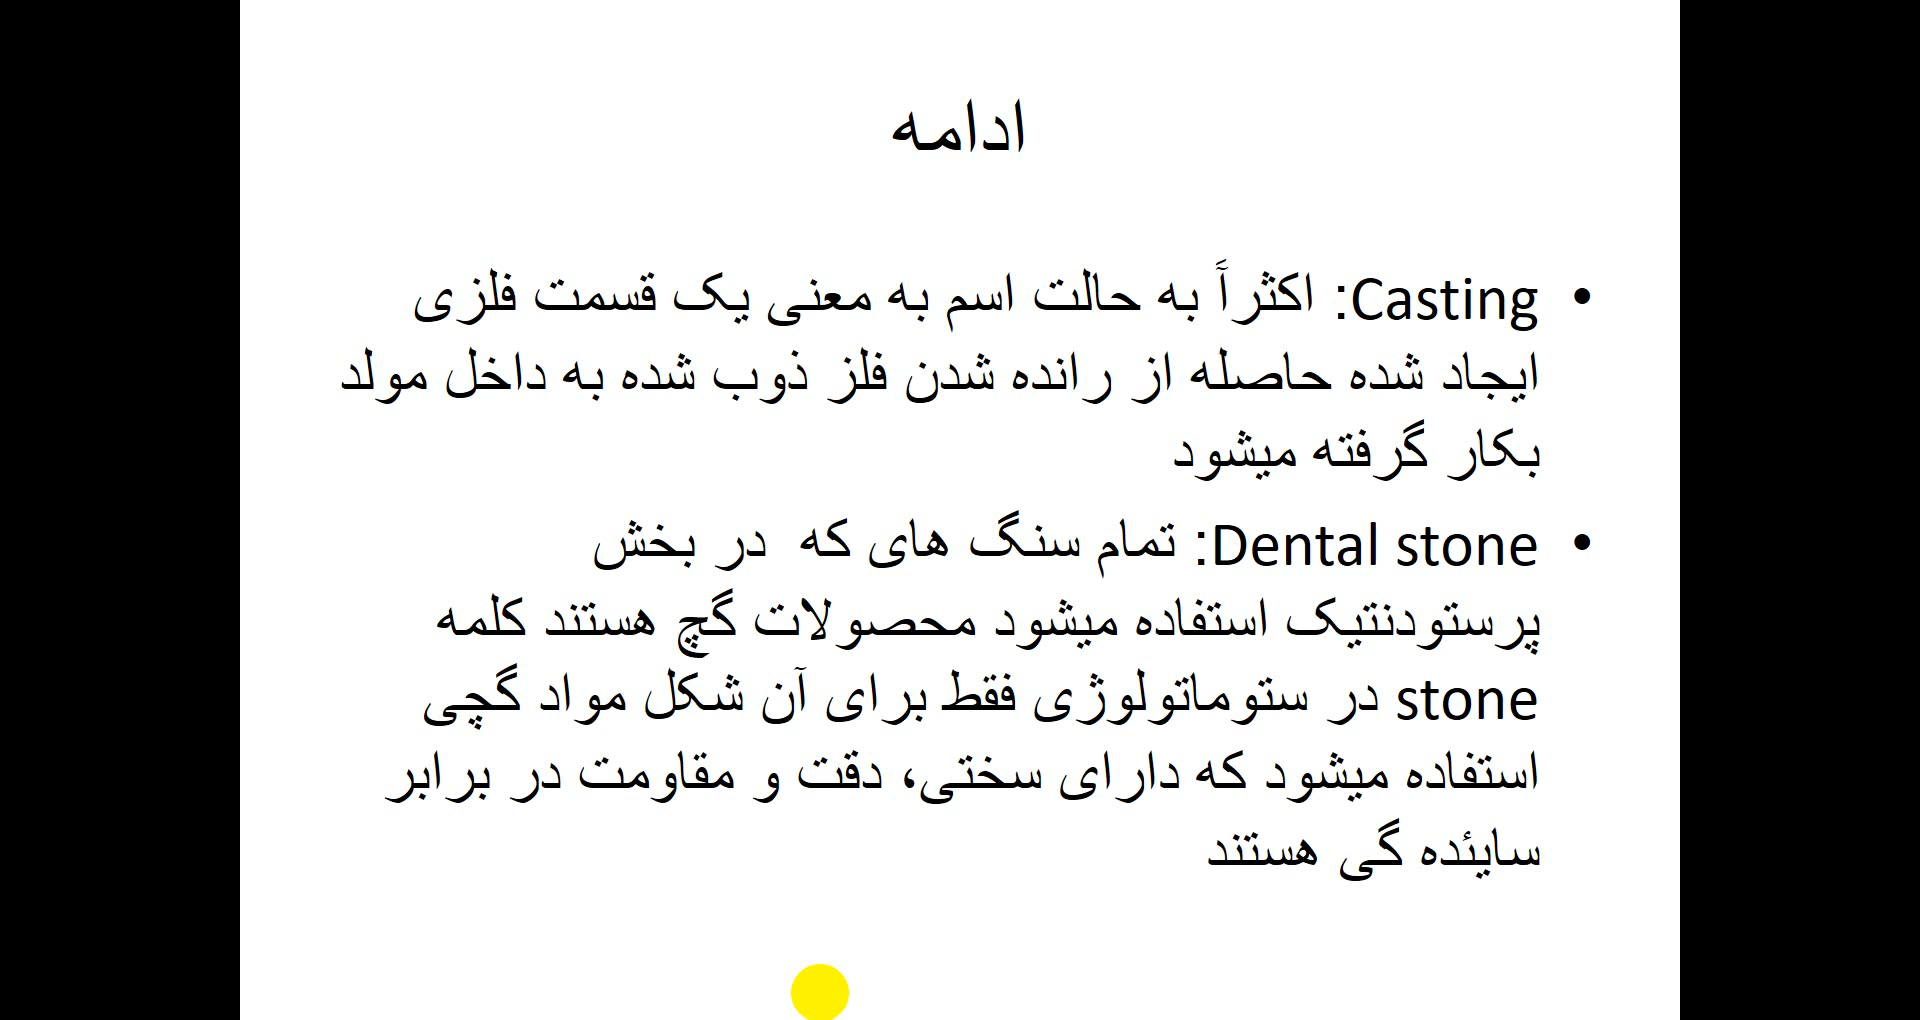 ادامه
• Casting: اکثرآَ به حالت اسم به معنی یک قسمت فلزی
ایجاد شده حاصله از رانده شدن فلز ذوب شده به داخل مولد
بکار گرفته میشود
• Dental stone: تمام سنگ های که در بخش
پرستودنتیک استفاده میشود محصولات گچ هستند کلمه
stone در ستوماتولوژی فقط برای آن شکل مواد گچی
استفاده میشود که دارای سختی، دقت و مقاومت در برابر
سایئده گی هستند